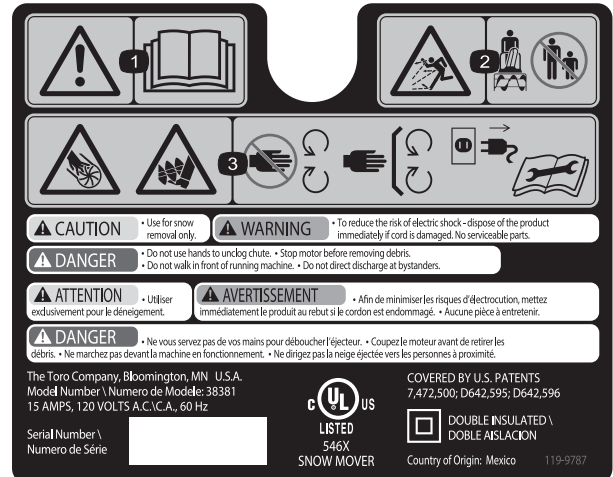 1
2
3
CAUTION • Use for snow removal only.
WARNING • To reduce the risk of electric shock - dispose of the product
immediately if cord is damaged. No serviceable parts.
DANGER • Do not use hands to unclog chute. • Stop motor before removing debris.
• Do not walk in front of running machine. • Do not direct discharge at bystanders.
ATTENTION • Utiliser
exclusivement pour le déneigement.
AVERTISSEMENT • Afin de minimiser les risques d'électrocution, mettez
immédiatement le produit au rebut si le cordon est endommagé. • Aucune pièce à entretenir.
DANGER • Ne vous servez pas de vos mains pour déboucher l'éjecteur. • Coupez le moteur avant de retirer les
débris. • Ne marchez pas devant la machine en fonctionnement. • Ne dirigez pas la neige éjectée vers les personnes à proximité.
The Toro Company, Bloomington, MN U.S.A.
Model Number \ Numero de Modele: 38381
15 AMPS, 120 VOLTS A.C.\C.A., 60 Hz
Serial Number \
Numero de Série
C UL US
LISTED
546X
SNOW MOVER
COVERED BY U.S. PATENTS
7,472,500; D642,595; D642,596
DOUBLE INSULATED \
DOBLE AISLACION
Country of Origin: Mexico 119-9787